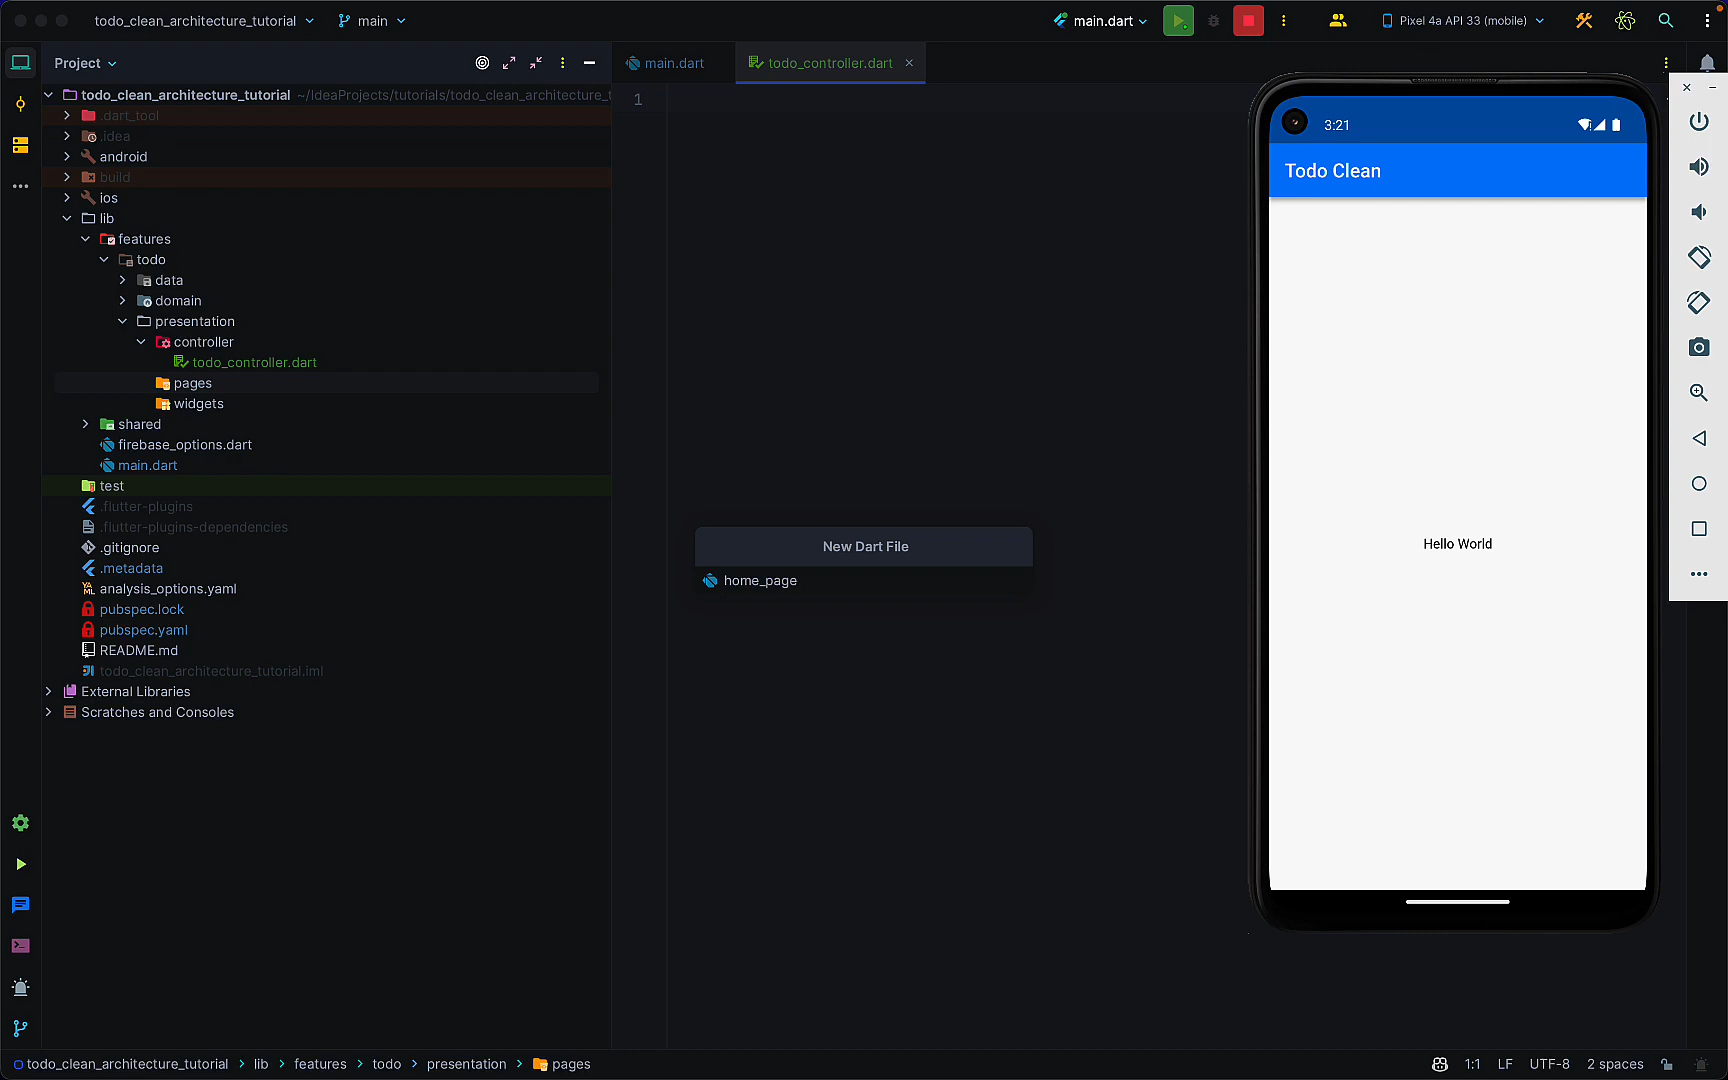 todo_clean_architecture_tutorial main main.dart Pixel 4a API 33 (mobile)
Project main.dart todo_controller.dart
todo_clean_architecture_tutorial ~/IdeaProjects/tutorials/todo_clean_architecture_t
1
.dart_tool
.idea
android
build
ios
lib
features
todo
data
domain
presentation
controller
todo_controller.dart
pages
widgets
shared
firebase_options.dart
main.dart
test
.flutter-plugins
.flutter-plugins-dependencies
.gitignore
.metadata
analysis_options.yaml
pubspec.lock
pubspec.yaml
README.md
todo_clean_architecture_tutorial.iml
External Libraries
Scratches and Consoles
New Dart File
home_page
3:21
Todo Clean
Hello World
todo_clean_architecture_tutorial > lib > features > todo > presentation > pages
1:1 LF UTF-8 2 spaces